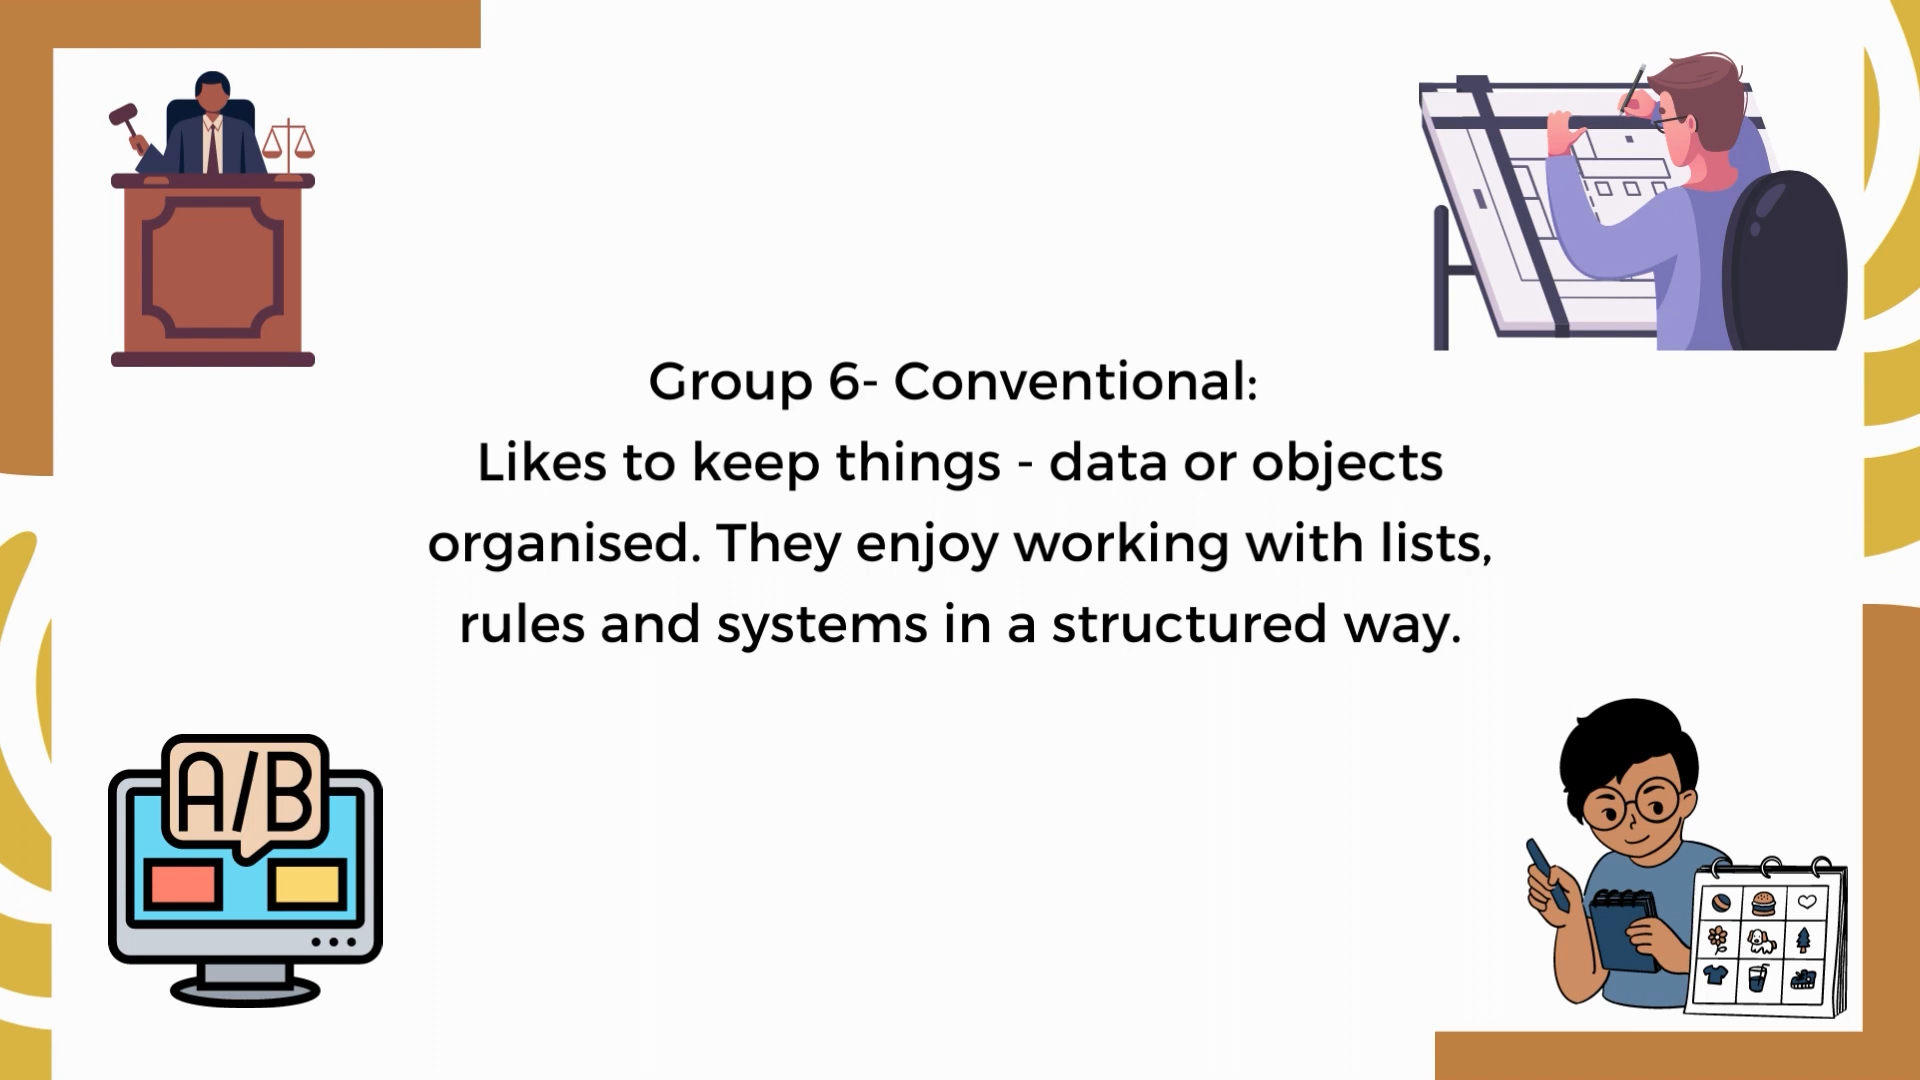 Group 6- Conventional:
Likes to keep things - data or objects
organised. They enjoy working with lists,
rules and systems in a structured way.
A/B